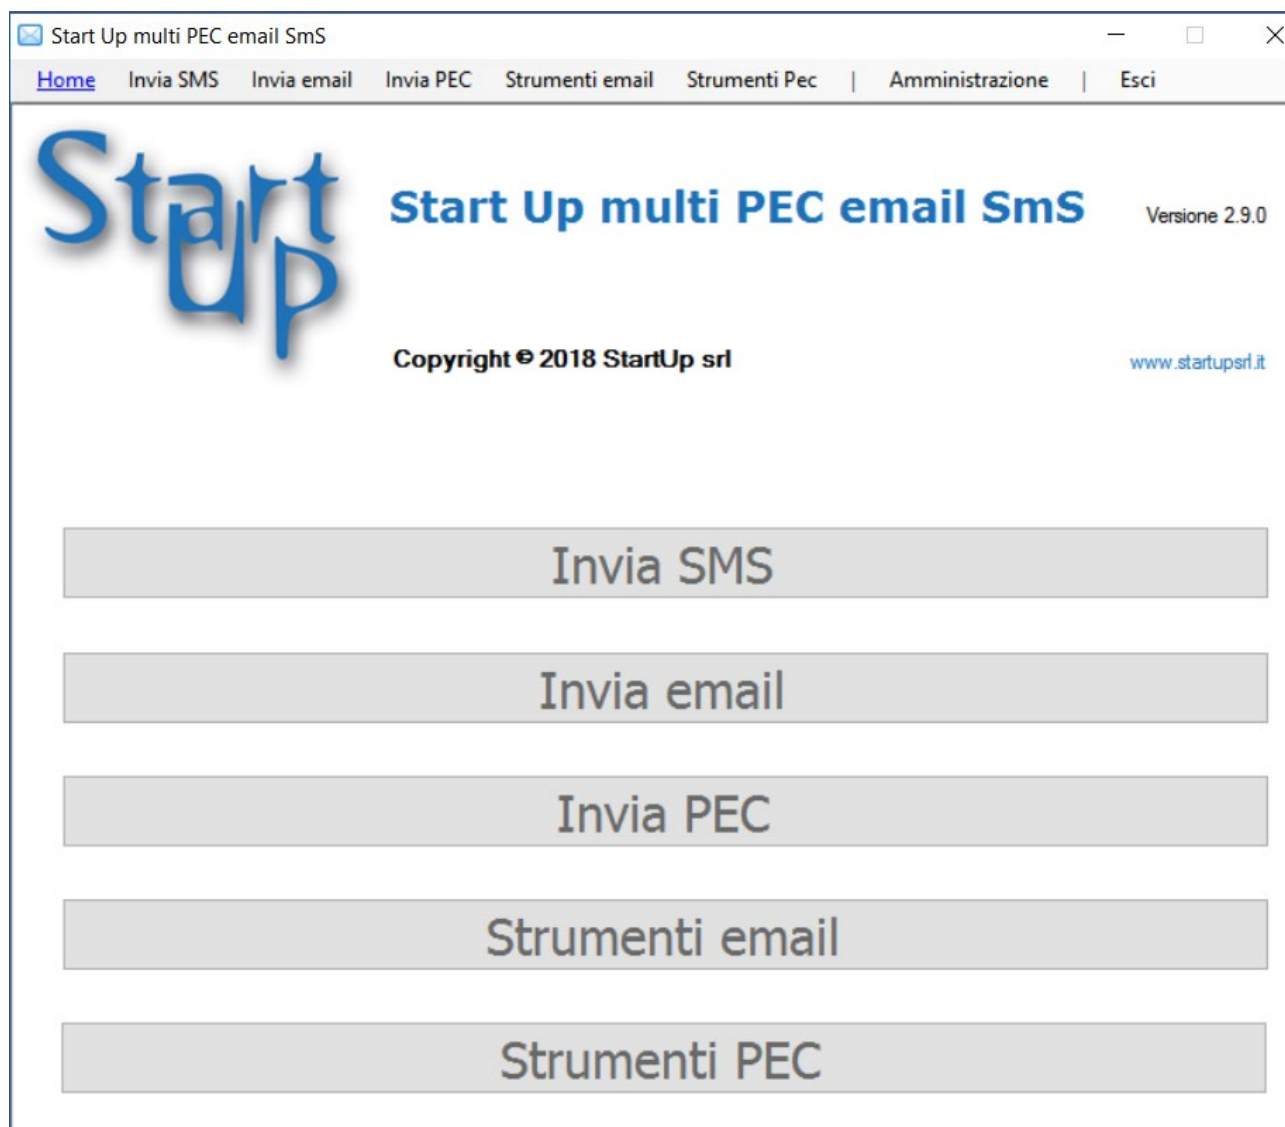 Start Up multi PEC email SmS
Home Invia SMS Invia email Invia PEC Strumenti email Strumenti Pec | Amministrazione | Esci
Start Up
Start Up multi PEC email SmS Versione 2.9.0
Copyright © 2018 StartUp srl www.startupsrl.it
Invia SMS
Invia email
Invia PEC
Strumenti email
Strumenti PEC